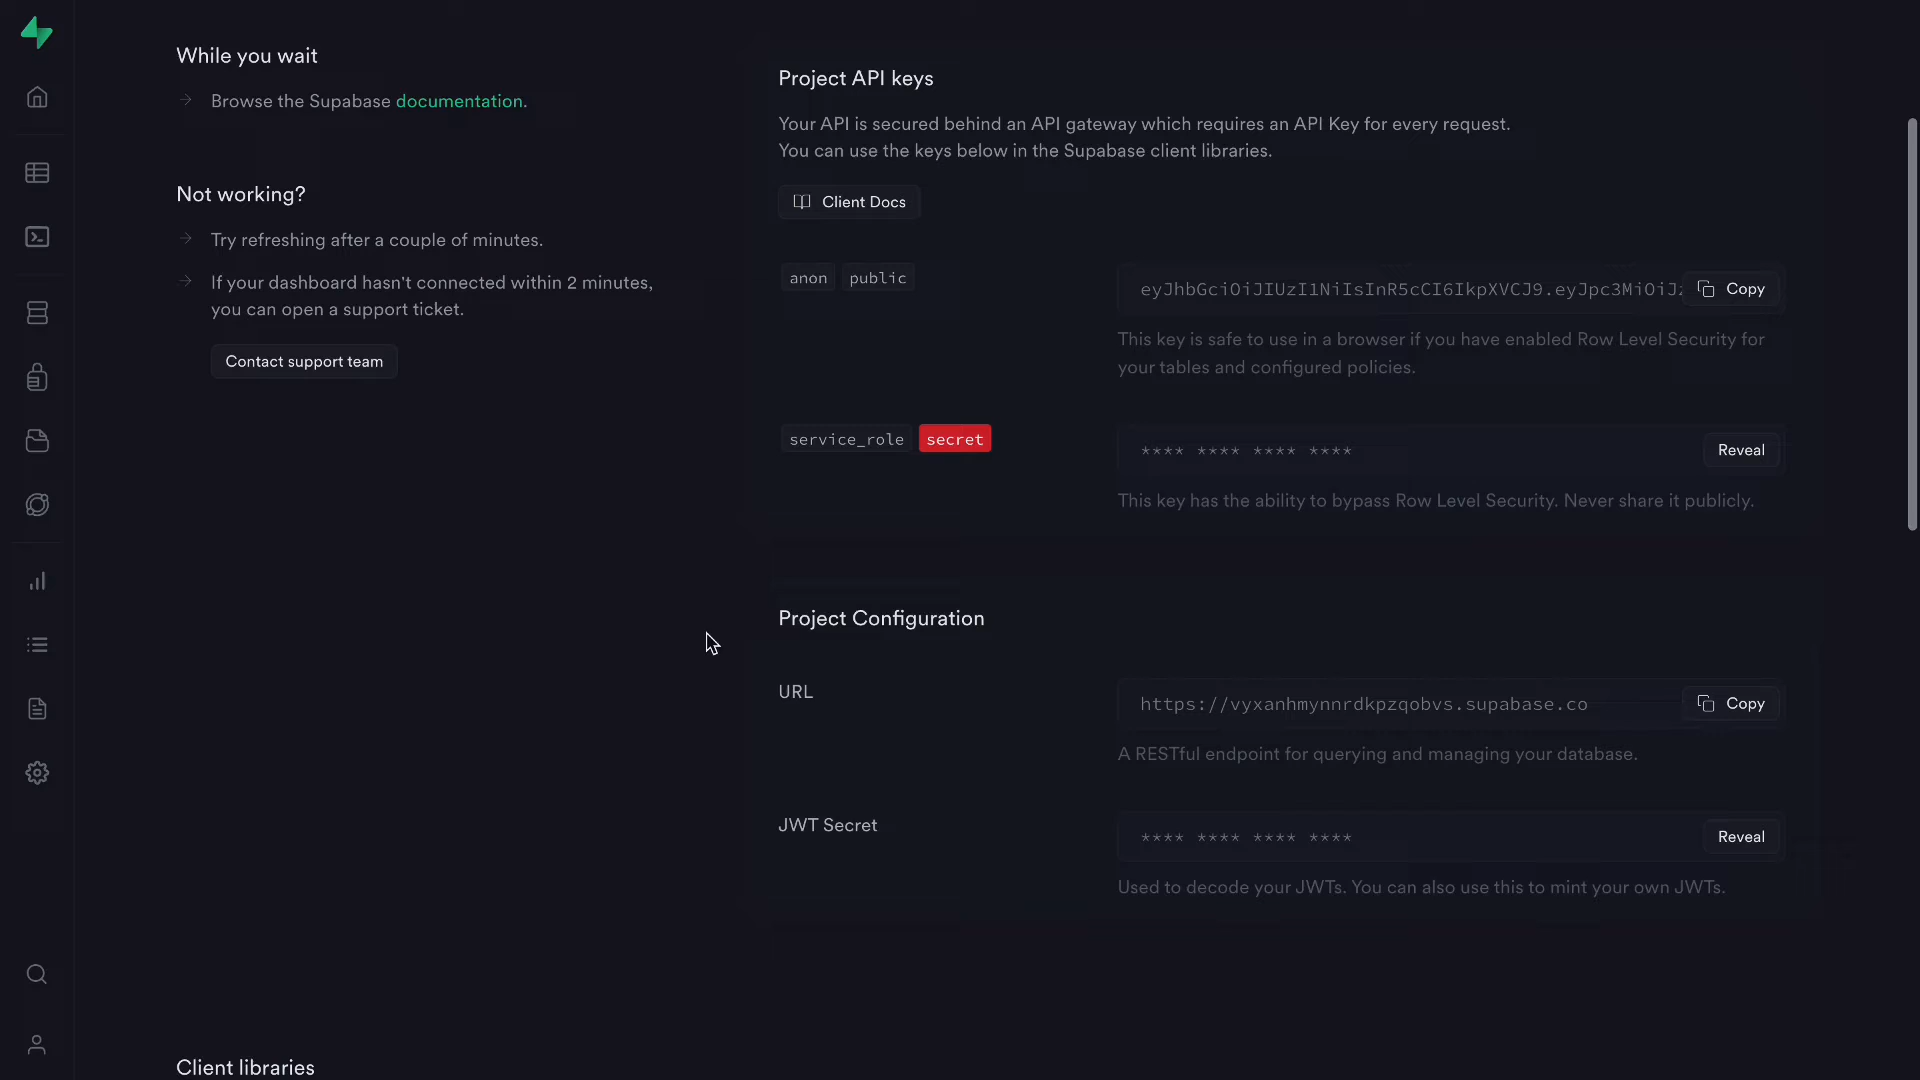 While you wait
Browse the Supabase documentation.
Not working?
Try refreshing after a couple of minutes.
If your dashboard hasn't connected within 2 minutes,
you can open a support ticket.
Contact support team
Project API keys
Your API is secured behind an API gateway which requires an API Key for every request.
You can use the keys below in the Supabase client libraries.
Client Docs
anon public
eyJhbGciOiJIUzI1NiIsInR5cCI6IkpXVCJ9.eyJpc3MiOiJz Copy
This key is safe to use in a browser if you have enabled Row Level Security for
your tables and configured policies.
service_role secret
**** **** **** **** Reveal
This key has the ability to bypass Row Level Security. Never share it publicly.
Project Configuration
URL
https://vyxanhmynnrdkpzqobvs.supabase.co Copy
A RESTful endpoint for querying and managing your database.
JWT Secret
**** **** **** **** Reveal
Used to decode your JWTs. You can also use this to mint your own JWTs.
Client libraries